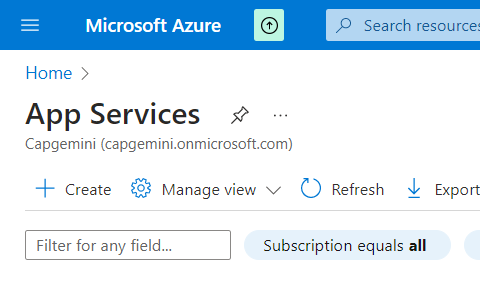 Microsoft Azure
Search resources
Home
App Services
Capgemini (capgemini.onmicrosoft.com)
Create Manage view Refresh Export
Filter for any field... Subscription equals all